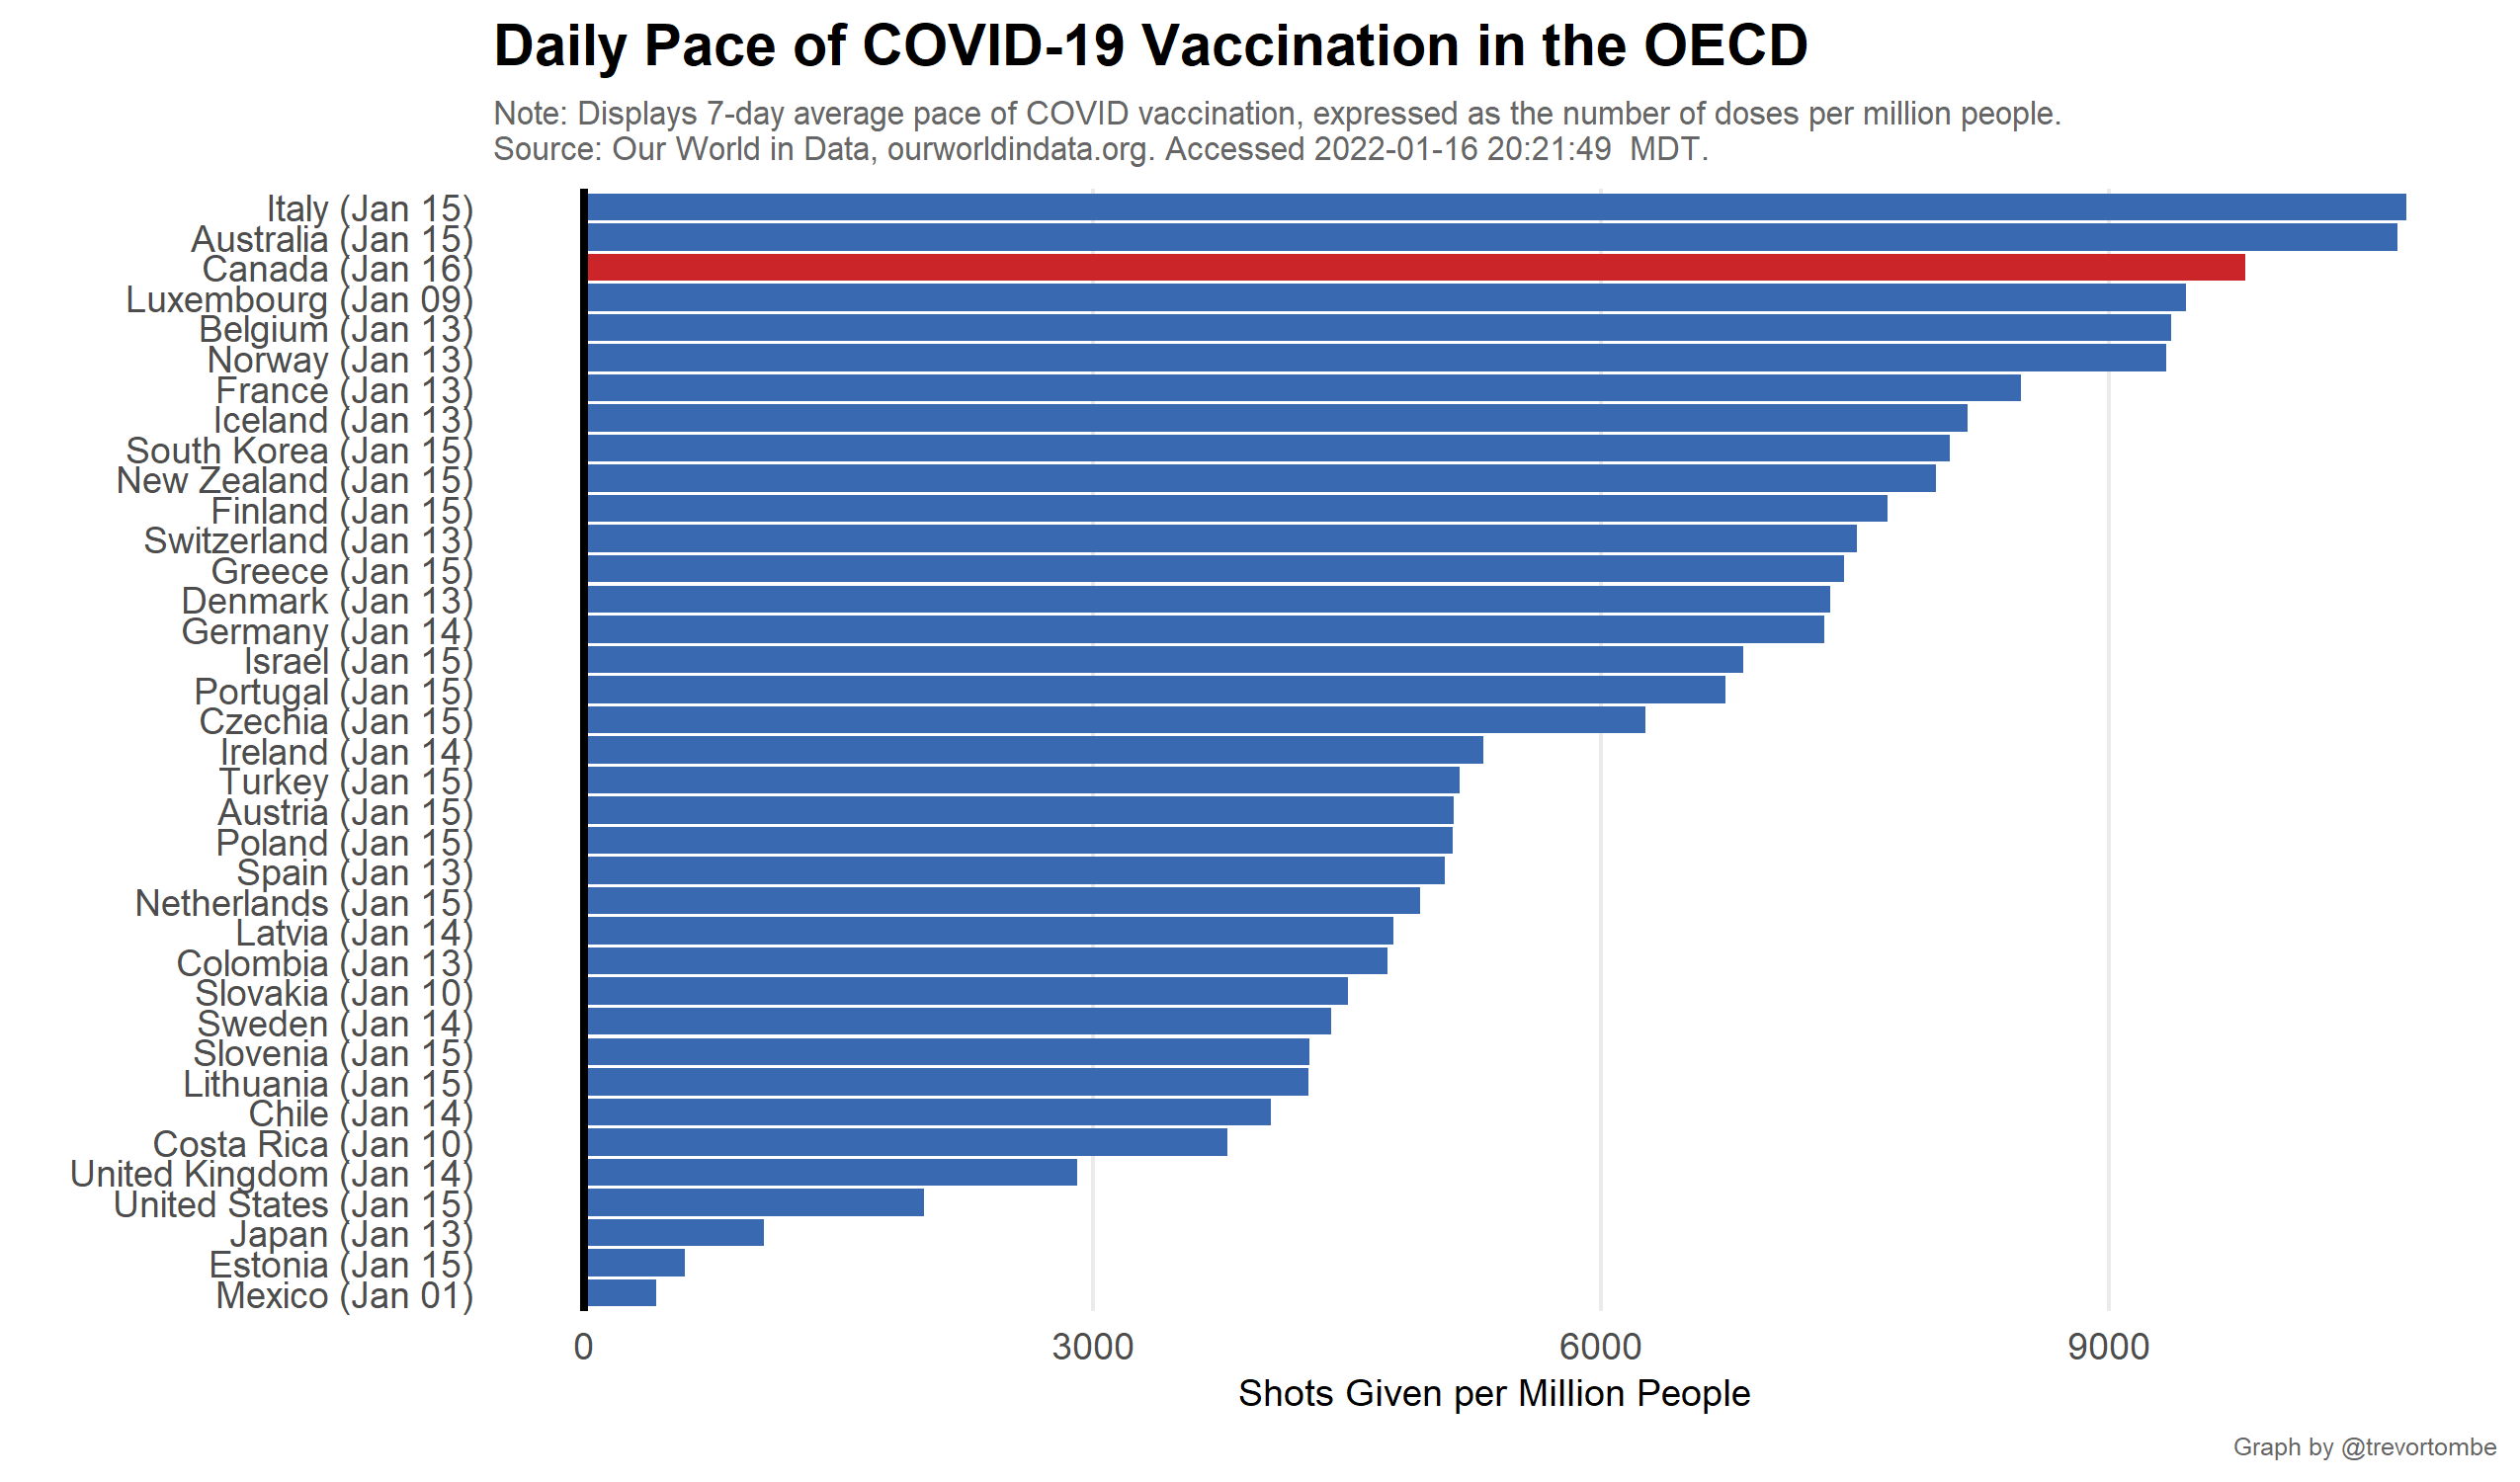 Daily Pace of COVID-19 Vaccination in the OECD
Note: Displays 7-day average pace of COVID vaccination, expressed as the number of doses per million people.
Source: Our World in Data, ourworldindata.org. Accessed 2022-01-16 20:21:49  MDT.
Italy (Jan 15)
Australia (Jan 15)
Canada (Jan 16)
Luxembourg (Jan 09)
Belgium (Jan 13)
Norway (Jan 13)
France (Jan 13)
Iceland (Jan 13)
South Korea (Jan 15)
New Zealand (Jan 15)
Finland (Jan 15)
Switzerland (Jan 13)
Greece (Jan 15)
Denmark (Jan 13)
Germany (Jan 14)
Israel (Jan 15)
Portugal (Jan 15)
Czechia (Jan 15)
Ireland (Jan 14)
Turkey (Jan 15)
Austria (Jan 15)
Poland (Jan 15)
Spain (Jan 13)
Netherlands (Jan 15)
Latvia (Jan 14)
Colombia (Jan 13)
Slovakia (Jan 10)
Sweden (Jan 14)
Slovenia (Jan 15)
Lithuania (Jan 15)
Chile (Jan 14)
Costa Rica (Jan 10)
United Kingdom (Jan 14)
United States (Jan 15)
Japan (Jan 13)
Estonia (Jan 15)
Mexico (Jan 01)
0 3000 6000 9000
Shots Given per Million People
Graph by @trevortombe